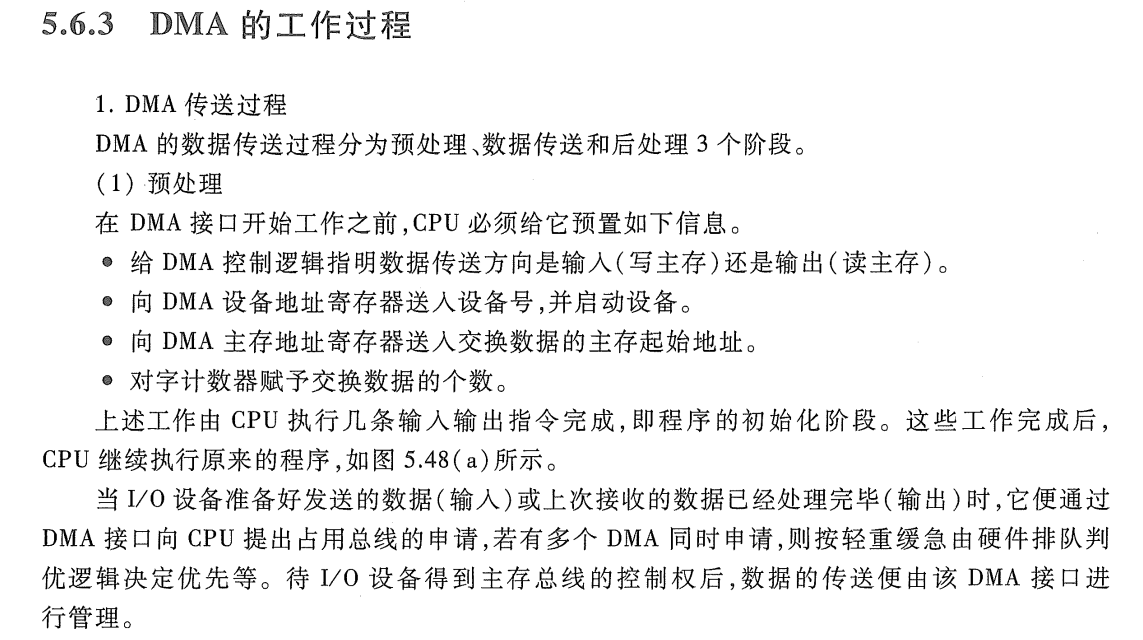 5.6.3 DMA 的工作过程
1. DMA 传送过程
DMA 的数据传送过程分为预处理、数据传送和后处理 3 个阶段。
(1) 预处理
在 DMA 接口开始工作之前,CPU 必须给它预置如下信息。
● 给 DMA 控制逻辑指明数据传送方向是输入(写主存)还是输出(读主存)。
● 向 DMA 设备地址寄存器送入设备号,并启动设备。
● 向 DMA 主存地址寄存器送入交换数据的主存起始地址。
● 对字计数器赋予交换数据的个数。
上述工作由 CPU 执行几条输入输出指令完成,即程序的初始化阶段。这些工作完成后,
CPU 继续执行原来的程序,如图 5.48(a)所示。
当 I/O 设备准备好发送的数据(输入)或上次接收的数据已经处理完毕(输出)时,它便通过
DMA 接口向 CPU 提出占用总线的申请,若有多个 DMA 同时申请,则按轻重缓急由硬件排队判
优逻辑决定优先等。待 I/O 设备得到主存总线的控制权后,数据的传送便由该 DMA 接口进
行管理。